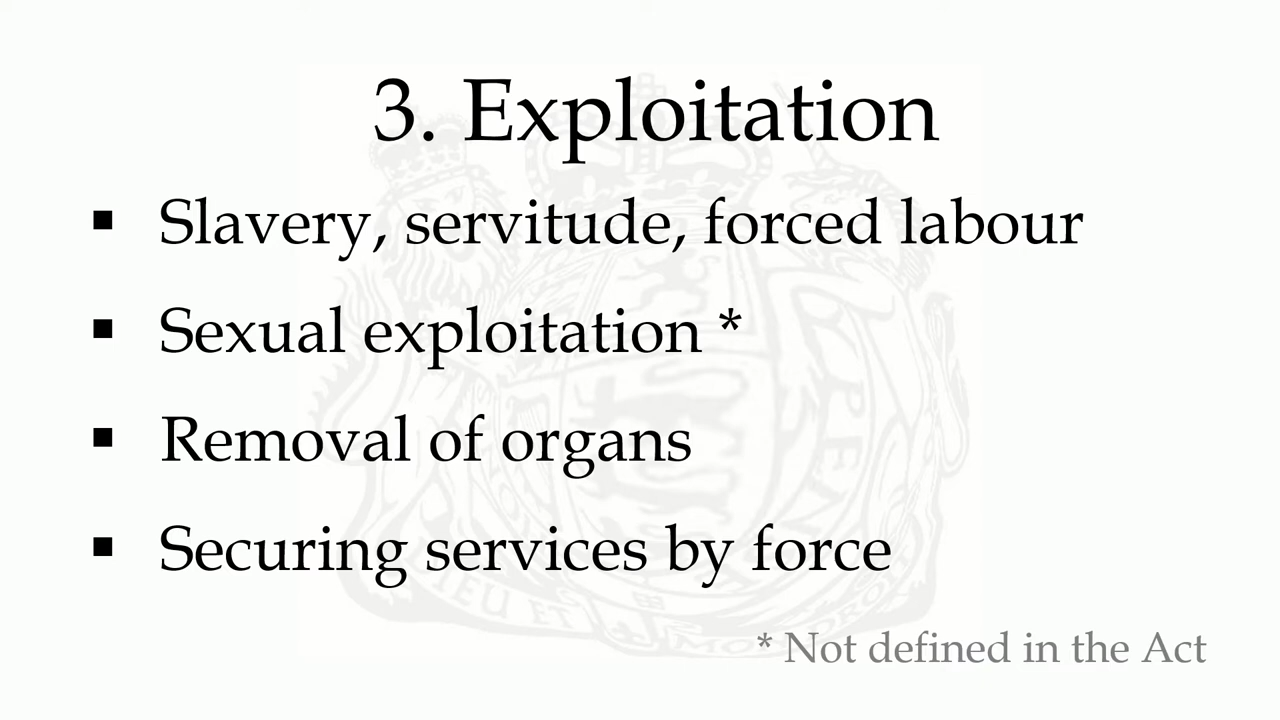 3. Exploitation
▪ Slavery, servitude, forced labour
▪ Sexual exploitation *
▪ Removal of organs
▪ Securing services by force
* Not defined in the Act